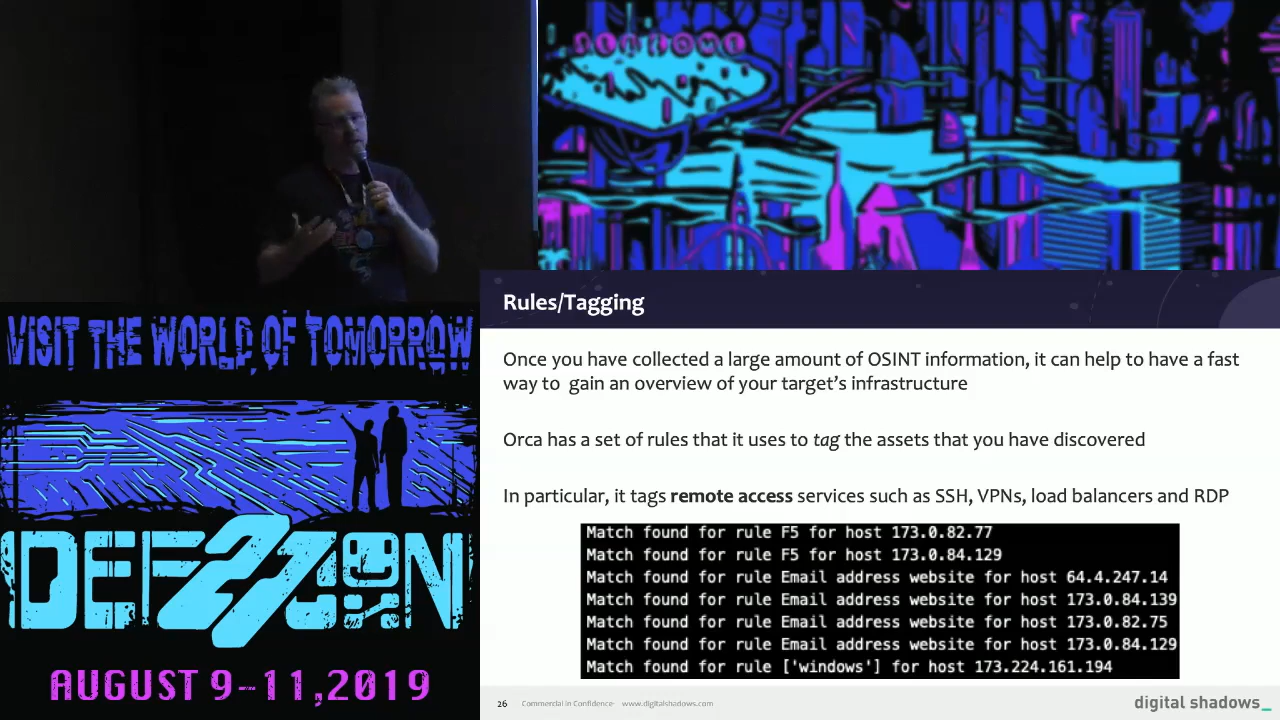 WELCOME
VISIT THE WORLD OF TOMORROW
DEF CON
27
AUGUST 9-11,2019
Rules/Tagging
Once you have collected a large amount of OSINT information, it can help to have a fast
way to gain an overview of your target's infrastructure
Orca has a set of rules that it uses to tag the assets that you have discovered
In particular, it tags remote access services such as SSH, VPNs, load balancers and RDP
Match found for rule F5 for host 173.0.82.77
Match found for rule F5 for host 173.0.84.129
Match found for rule Email address website for host 64.4.247.14
Match found for rule Email address website for host 173.0.84.139
Match found for rule Email address website for host 173.0.82.75
Match found for rule Email address website for host 173.0.84.129
Match found for rule ['windows'] for host 173.224.161.194
26 Commercial in Confidence www.digitalshadows.com
digital shadows_